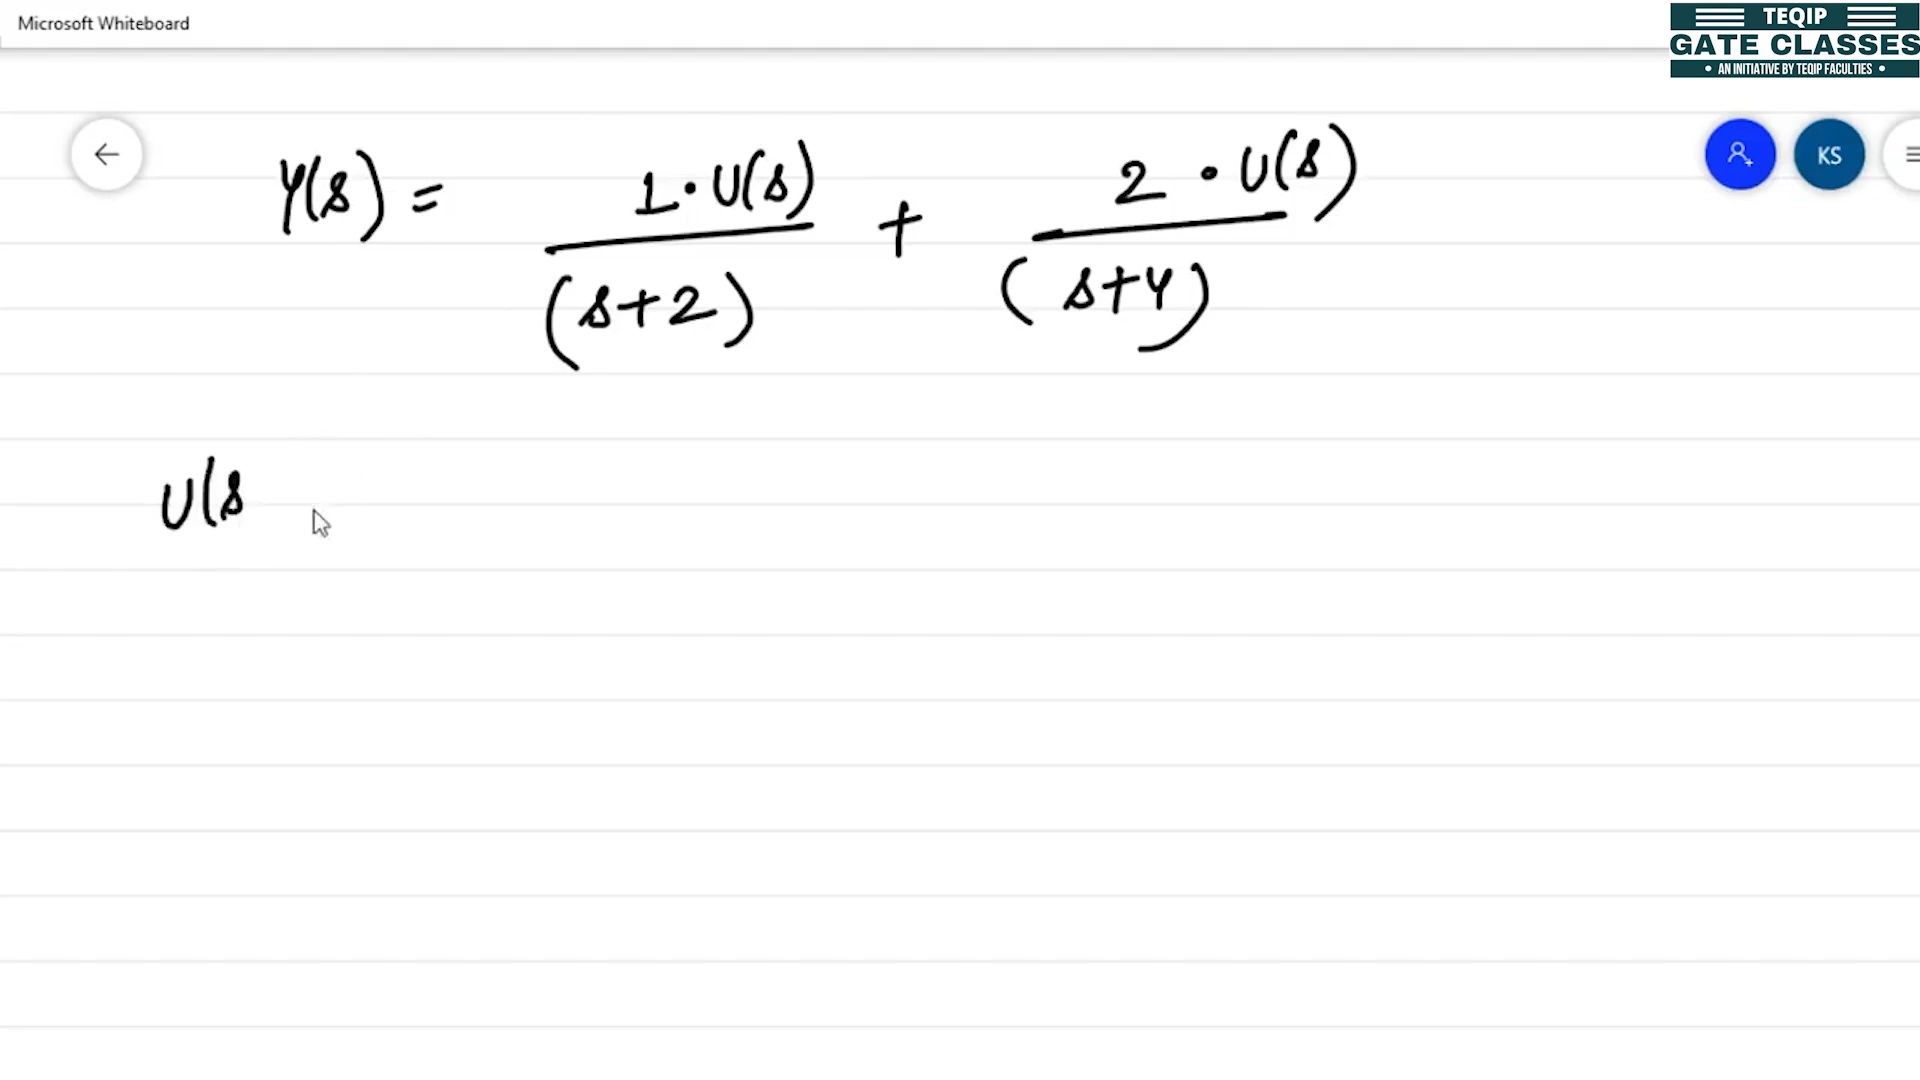 Microsoft Whiteboard
TEQIP
GATE CLASSES
• AN INITIATIVE BY TEQIP FACULTIES •
KS
Y(s) = 1·U(s) / (s+2) + 2·U(s) / (s+4)
U(s